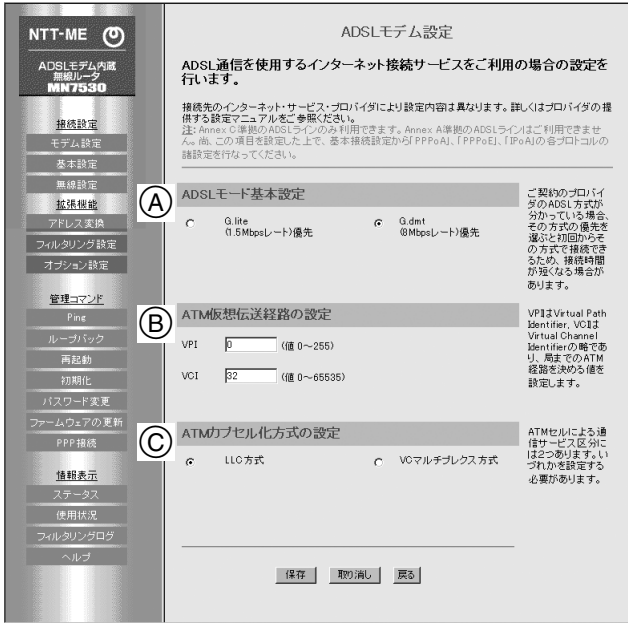 NTT-ME
ADSLモデム内蔵
無線ルータ
MN7530
接続設定
モデム設定
基本設定
無線設定
拡張機能
アドレス変換
フィルタリング設定
オプション設定
管理コマンド
Ping
ループバック
再起動
初期化
パスワード変更
ファームウェアの更新
PPP接続
情報表示
ステータス
使用状況
フィルタリングログ
ヘルプ
ADSLモデム設定
ADSL通信を使用するインターネット接続サービスをご利用の場合の設定を
行います。
接続先のインターネット・サービス・プロバイダにより設定内容は異なります。詳しくはプロバイダの提
供する設定マニュアルをご参照ください。
注: Annex C準拠のADSLラインのみ利用できます。Annex A準拠のADSLラインはご利用できませ
ん。尚、この項目を設定した上で、基本接続設定から「PPPoA」、「PPPoE」、「IPoA」の各プロトコルの
諸設定を行なってください。
A
ADSLモード基本設定
G.lite
(1.5Mbpsレート)優先
G.dmt
(8Mbpsレート)優先
ご契約のプロバイ
ダのADSL方式が
分かっている場合、
その方式の優先を
選ぶと初回からそ
の方式で接続でき
るため、接続時間
が短くなる場合が
あります。
B
ATM仮想伝送経路の設定
VPI 0 (値 0～255)
VCI 32 (値 0～65535)
VPIはVirtual Path
Identifier, VCIは
Virtual Channel
Identifierの略であ
り、局までのATM
経路を決める値を
設定します。
C
ATMカプセル化方式の設定
LLC方式
VCマルチプレクス方式
ATMセルによる通
信サービス区分に
は2つあります。い
づれかを設定する
必要があります。
保存 取り消し 戻る